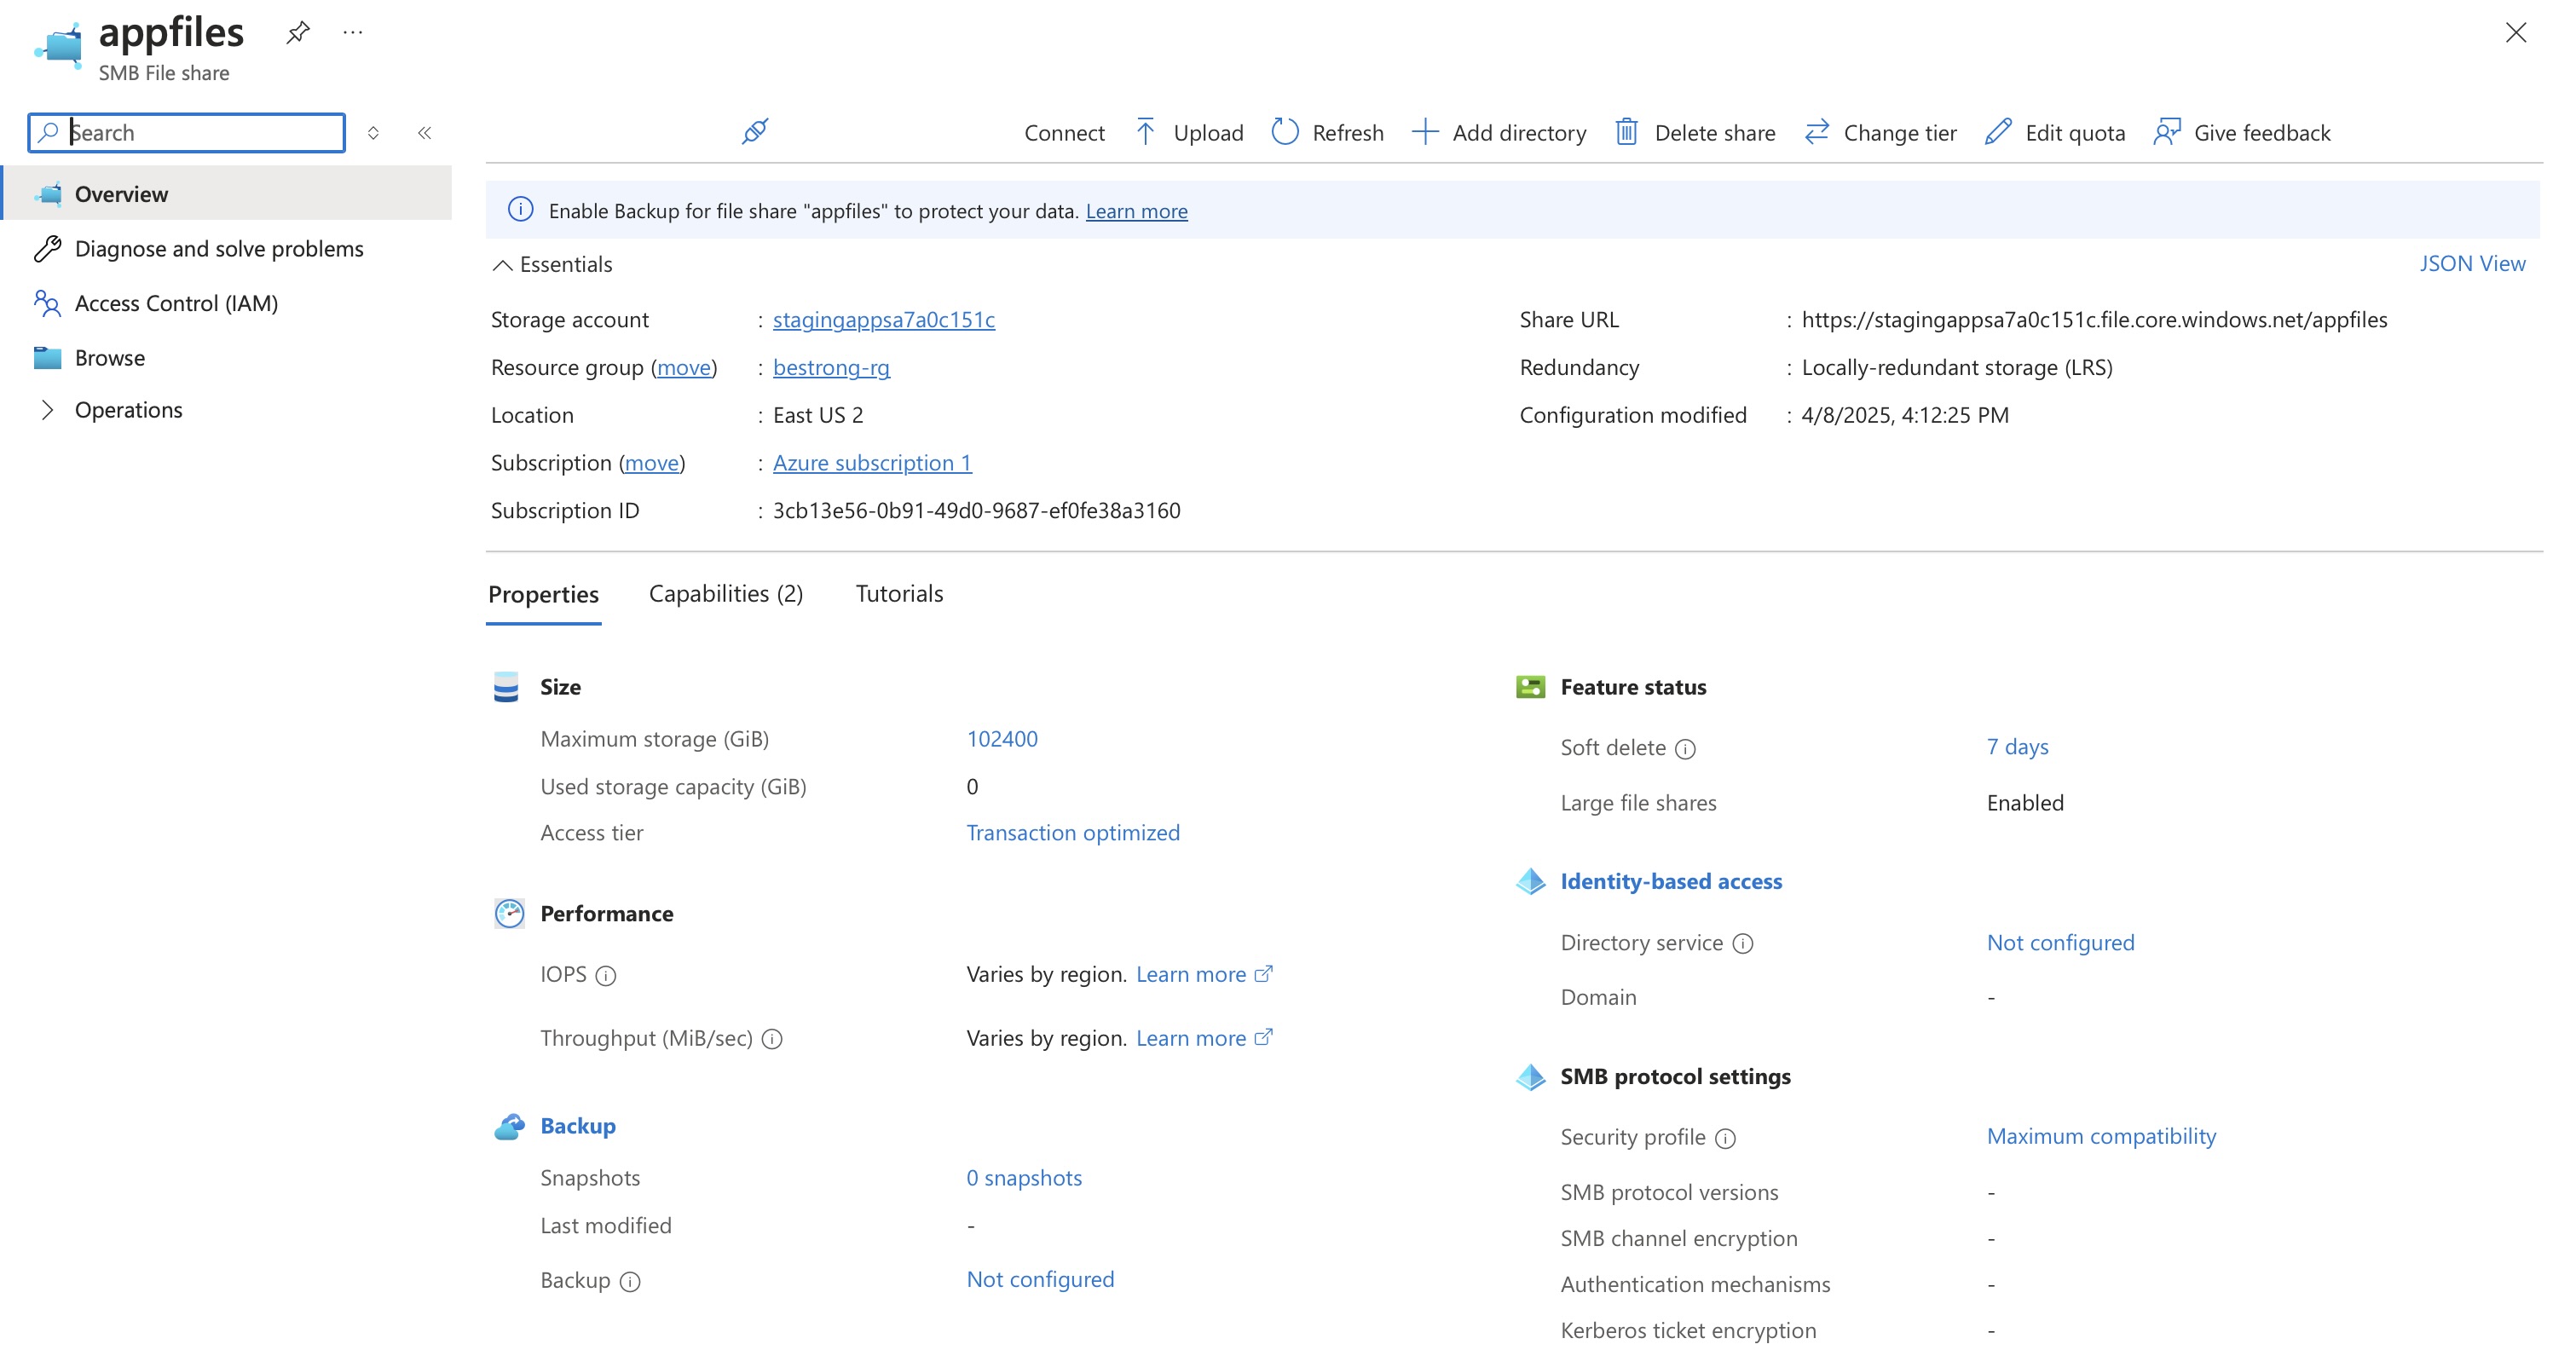 appfiles
SMB File share
Search
Overview
Diagnose and solve problems
Access Control (IAM)
Browse
Operations
Connect Upload Refresh Add directory Delete share Change tier Edit quota Give feedback
Enable Backup for file share "appfiles" to protect your data. Learn more
Essentials
JSON View
Storage account : stagingappsa7a0c151c
Resource group (move) : bestrong-rg
Location : East US 2
Subscription (move) : Azure subscription 1
Subscription ID : 3cb13e56-0b91-49d0-9687-ef0fe38a3160
Share URL : https://stagingappsa7a0c151c.file.core.windows.net/appfiles
Redundancy : Locally-redundant storage (LRS)
Configuration modified : 4/8/2025, 4:12:25 PM
Properties Capabilities (2) Tutorials
Size
Maximum storage (GiB) 102400
Used storage capacity (GiB) 0
Access tier Transaction optimized
Performance
IOPS Varies by region. Learn more
Throughput (MiB/sec) Varies by region. Learn more
Backup
Snapshots 0 snapshots
Last modified -
Backup Not configured
Feature status
Soft delete 7 days
Large file shares Enabled
Identity-based access
Directory service Not configured
Domain -
SMB protocol settings
Security profile Maximum compatibility
SMB protocol versions -
SMB channel encryption -
Authentication mechanisms -
Kerberos ticket encryption -